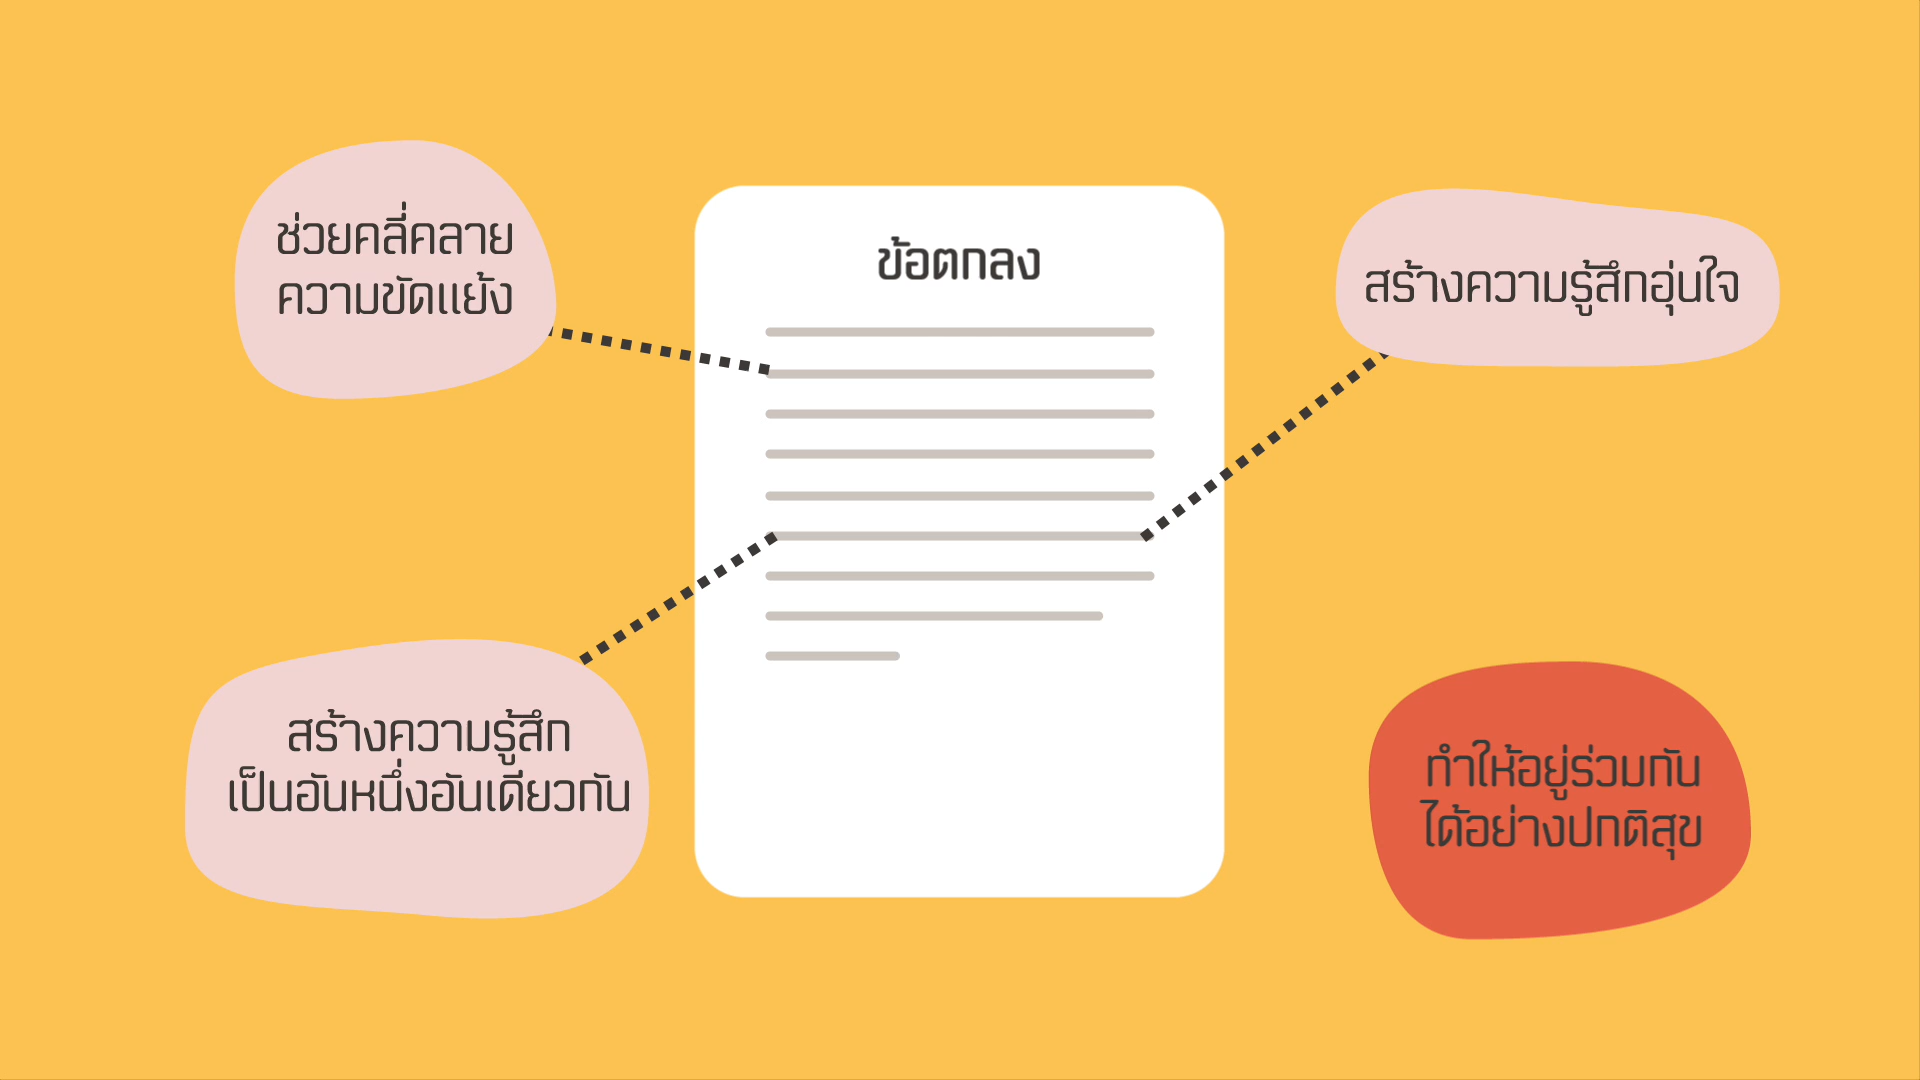 ช่วยคลี่คลาย
ความขัดแย้ง
ข้อตกลง
สร้างความรู้สึกอุ่นใจ
สร้างความรู้สึก
เป็นอันหนึ่งอันเดียวกัน
ทำให้อยู่ร่วมกัน
ได้อย่างปกติสุข